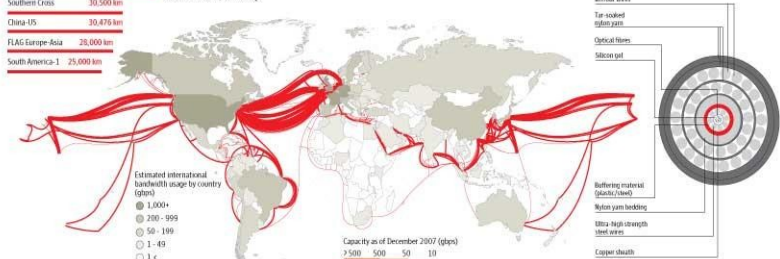 Southern Cross 30,500 km
China-US 30,476 km
FLAG Europe-Asia 28,000 km
South America-1 25,000 km
Estimated international
bandwidth usage by country
(gbps)
1,000+
200 - 999
50 - 199
1 - 49
1 <
Capacity as of December 2007 (gbps)
>500 500 50 10
Tar-soaked
nylon yarn
Optical fibres
Silicon gel
Buffering material
(plastic/steel)
Nylon yarn bedding
Ultra-high strength
steel wires
Copper sheath